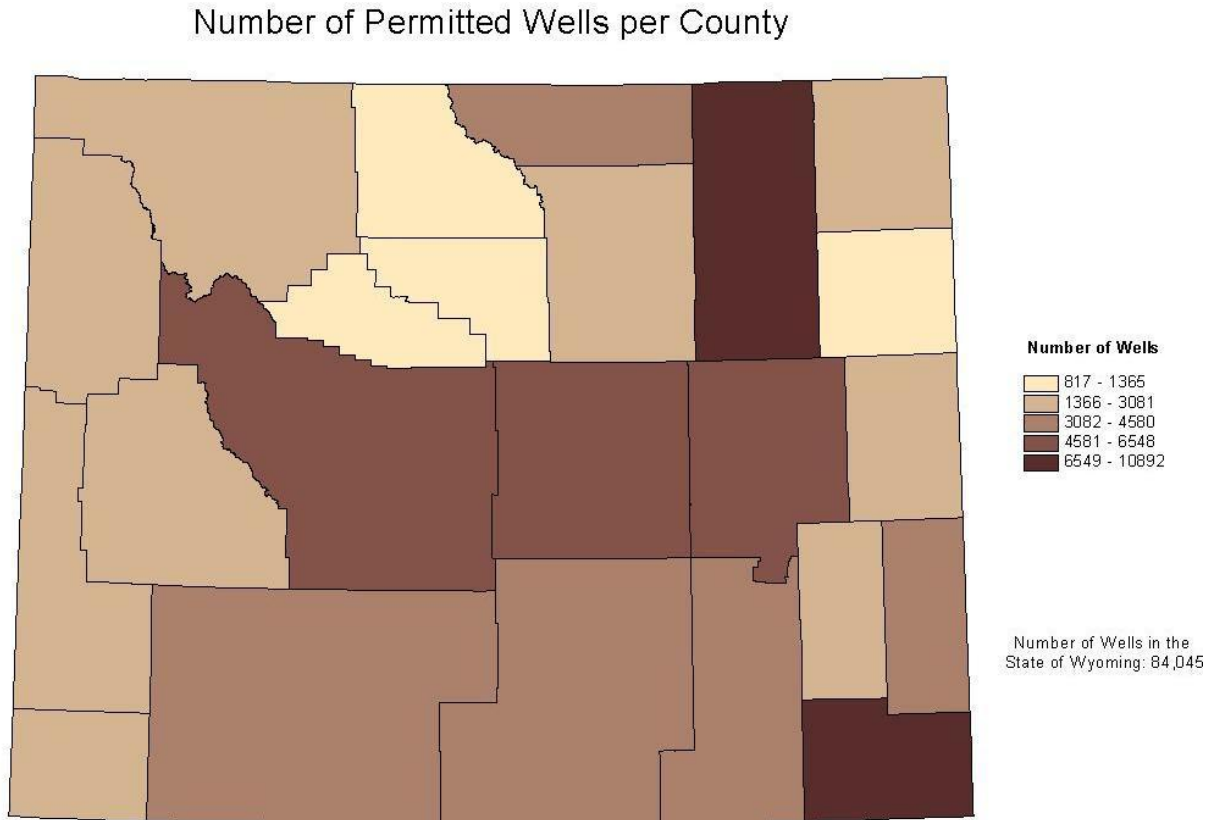 Number of Permitted Wells per County
Number of Wells
817 - 1365
1366 - 3081
3082 - 4580
4581 - 6548
6549 - 10892
Number of Wells in the
State of Wyoming: 84,045